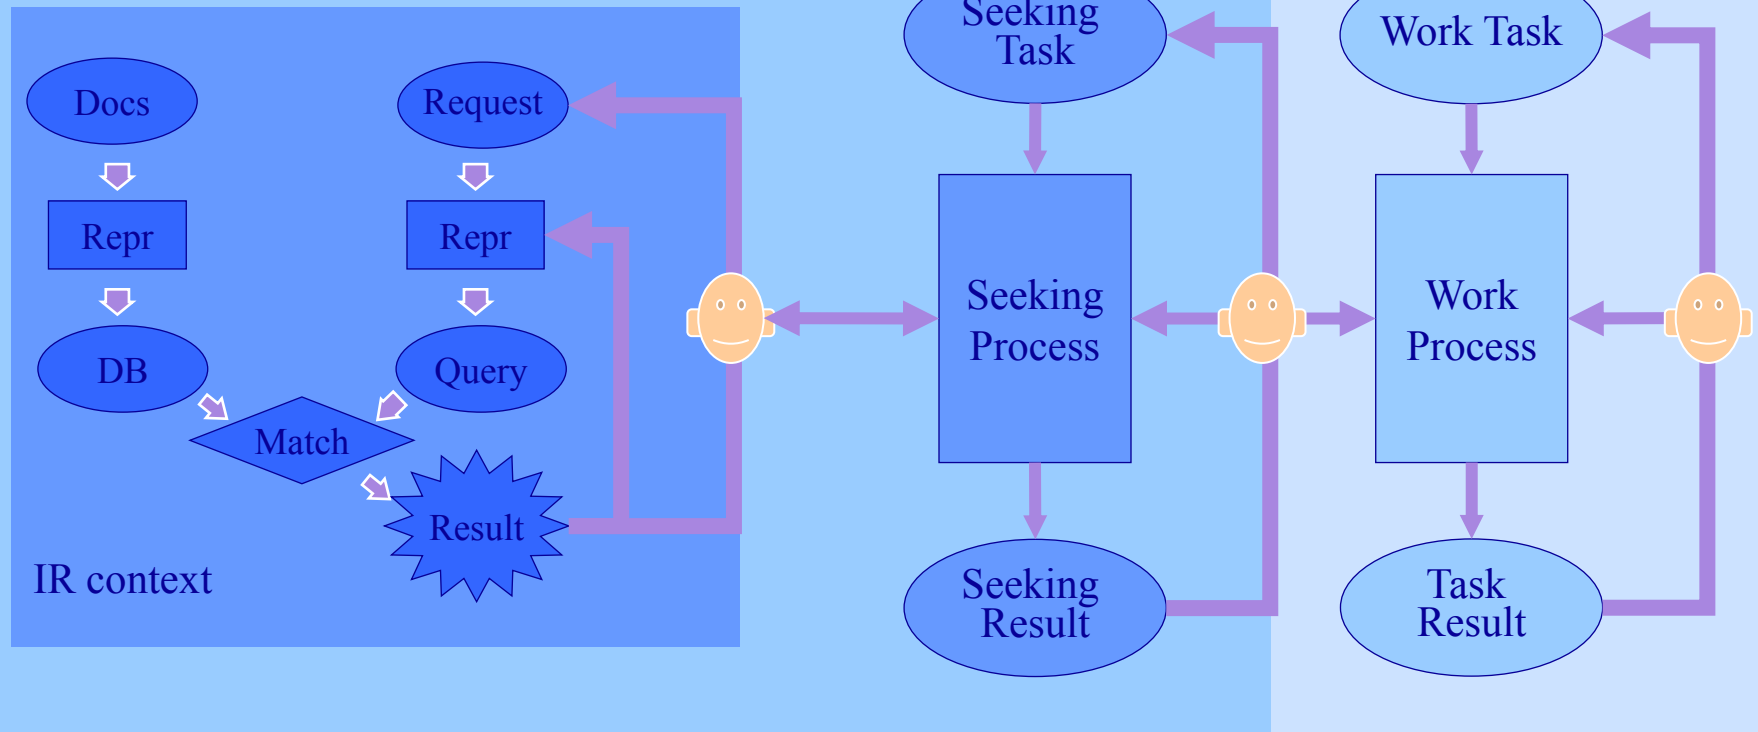 Docs
Repr
DB
Request
Repr
Query
Match
Result
IR context
Seeking
Task
Seeking
Process
Seeking
Result
Work Task
Work
Process
Task
Result